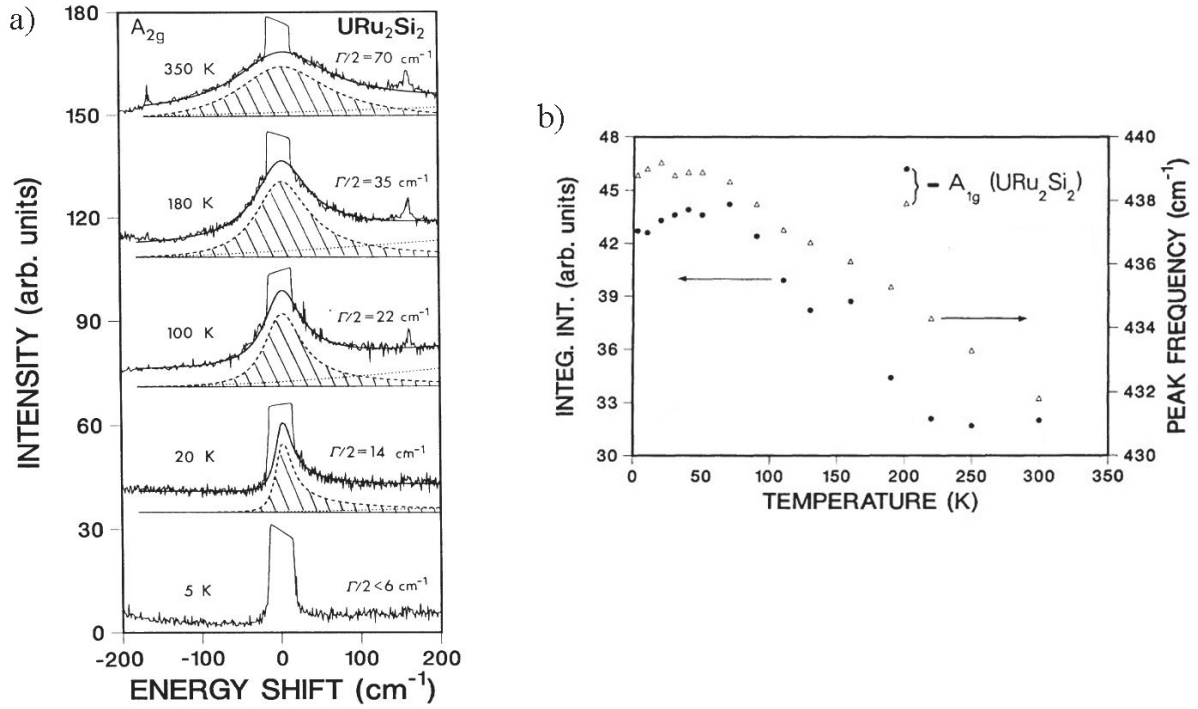 a)
A2g
URu2Si2
350 K
Γ/2=70 cm-1
180 K
Γ/2=35 cm-1
100 K
Γ/2=22 cm-1
20 K
Γ/2=14 cm-1
5 K
Γ/2<6 cm-1
180
150
120
90
60
30
0
INTENSITY (arb. units)
-200
-100
0
100
200
ENERGY SHIFT (cm-1)
b)
48
45
42
39
36
33
30
INTEG. INT. (arb. units)
A1g (URu2Si2)
440
438
436
434
432
430
PEAK FREQUENCY (cm-1)
0
50
100
150
200
250
300
350
TEMPERATURE (K)